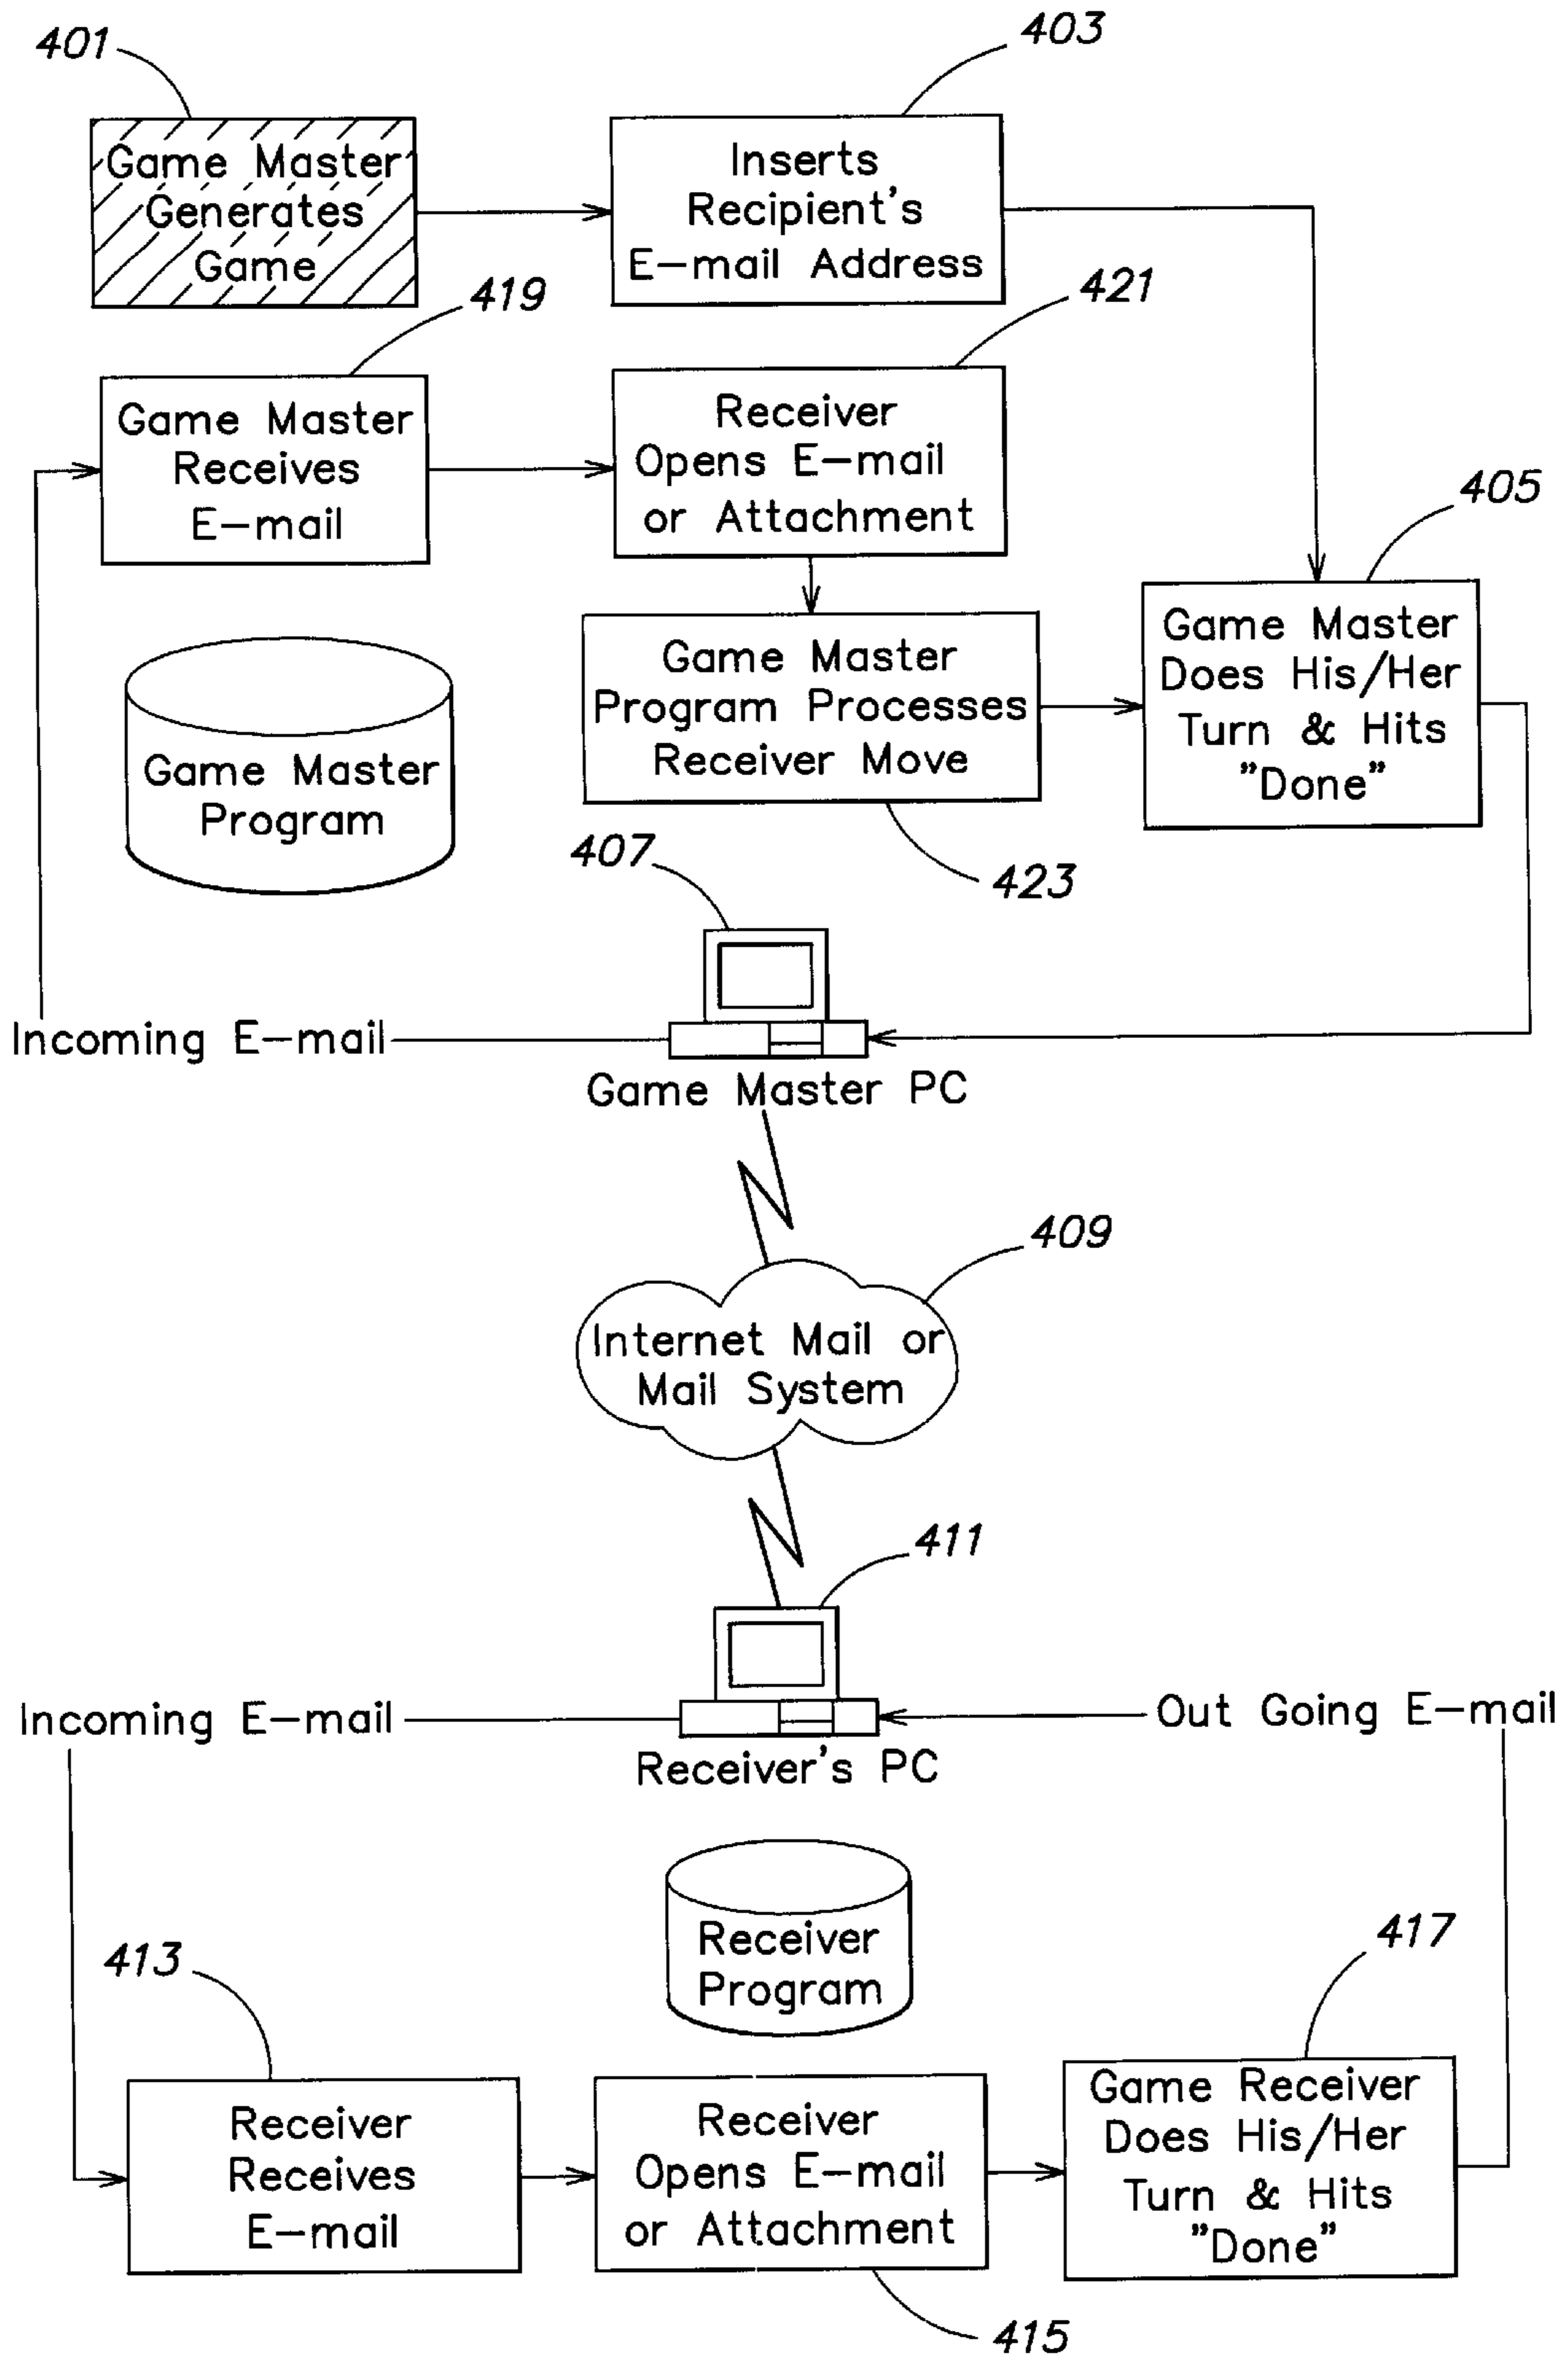 401
403
Game Master
Generates
Game
Inserts
Recipient's
E-mail Address
419
421
Game Master
Receives
E-mail
Receiver
Opens E-mail
or Attachment
405
Game Master
Does His/Her
Turn & Hits
"Done"
Game Master
Program Processes
Receiver Move
Game Master
Program
407
423
Incoming E-mail
Game Master PC
409
Internet Mail or
Mail System
411
Incoming E-mail
Out Going E-mail
Receiver's PC
Receiver
Program
413
417
Receiver
Receives
E-mail
Receiver
Opens E-mail
or Attachment
Game Receiver
Does His/Her
Turn & Hits
"Done"
415